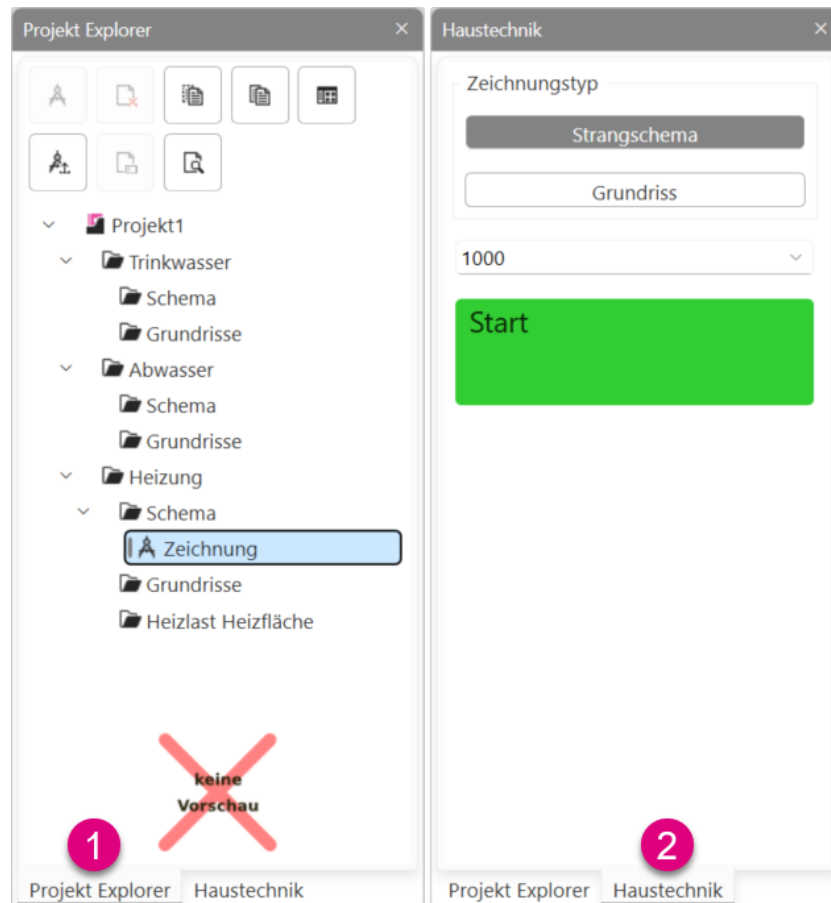 Projekt Explorer
Projekt1
Trinkwasser
Schema
Grundrisse
Abwasser
Schema
Grundrisse
Heizung
Schema
Zeichnung
Grundrisse
Heizlast Heizfläche
keine
Vorschau
1
Projekt Explorer Haustechnik
Haustechnik
Zeichnungstyp
Strangschema
Grundriss
1000
Start
2
Projekt Explorer Haustechnik